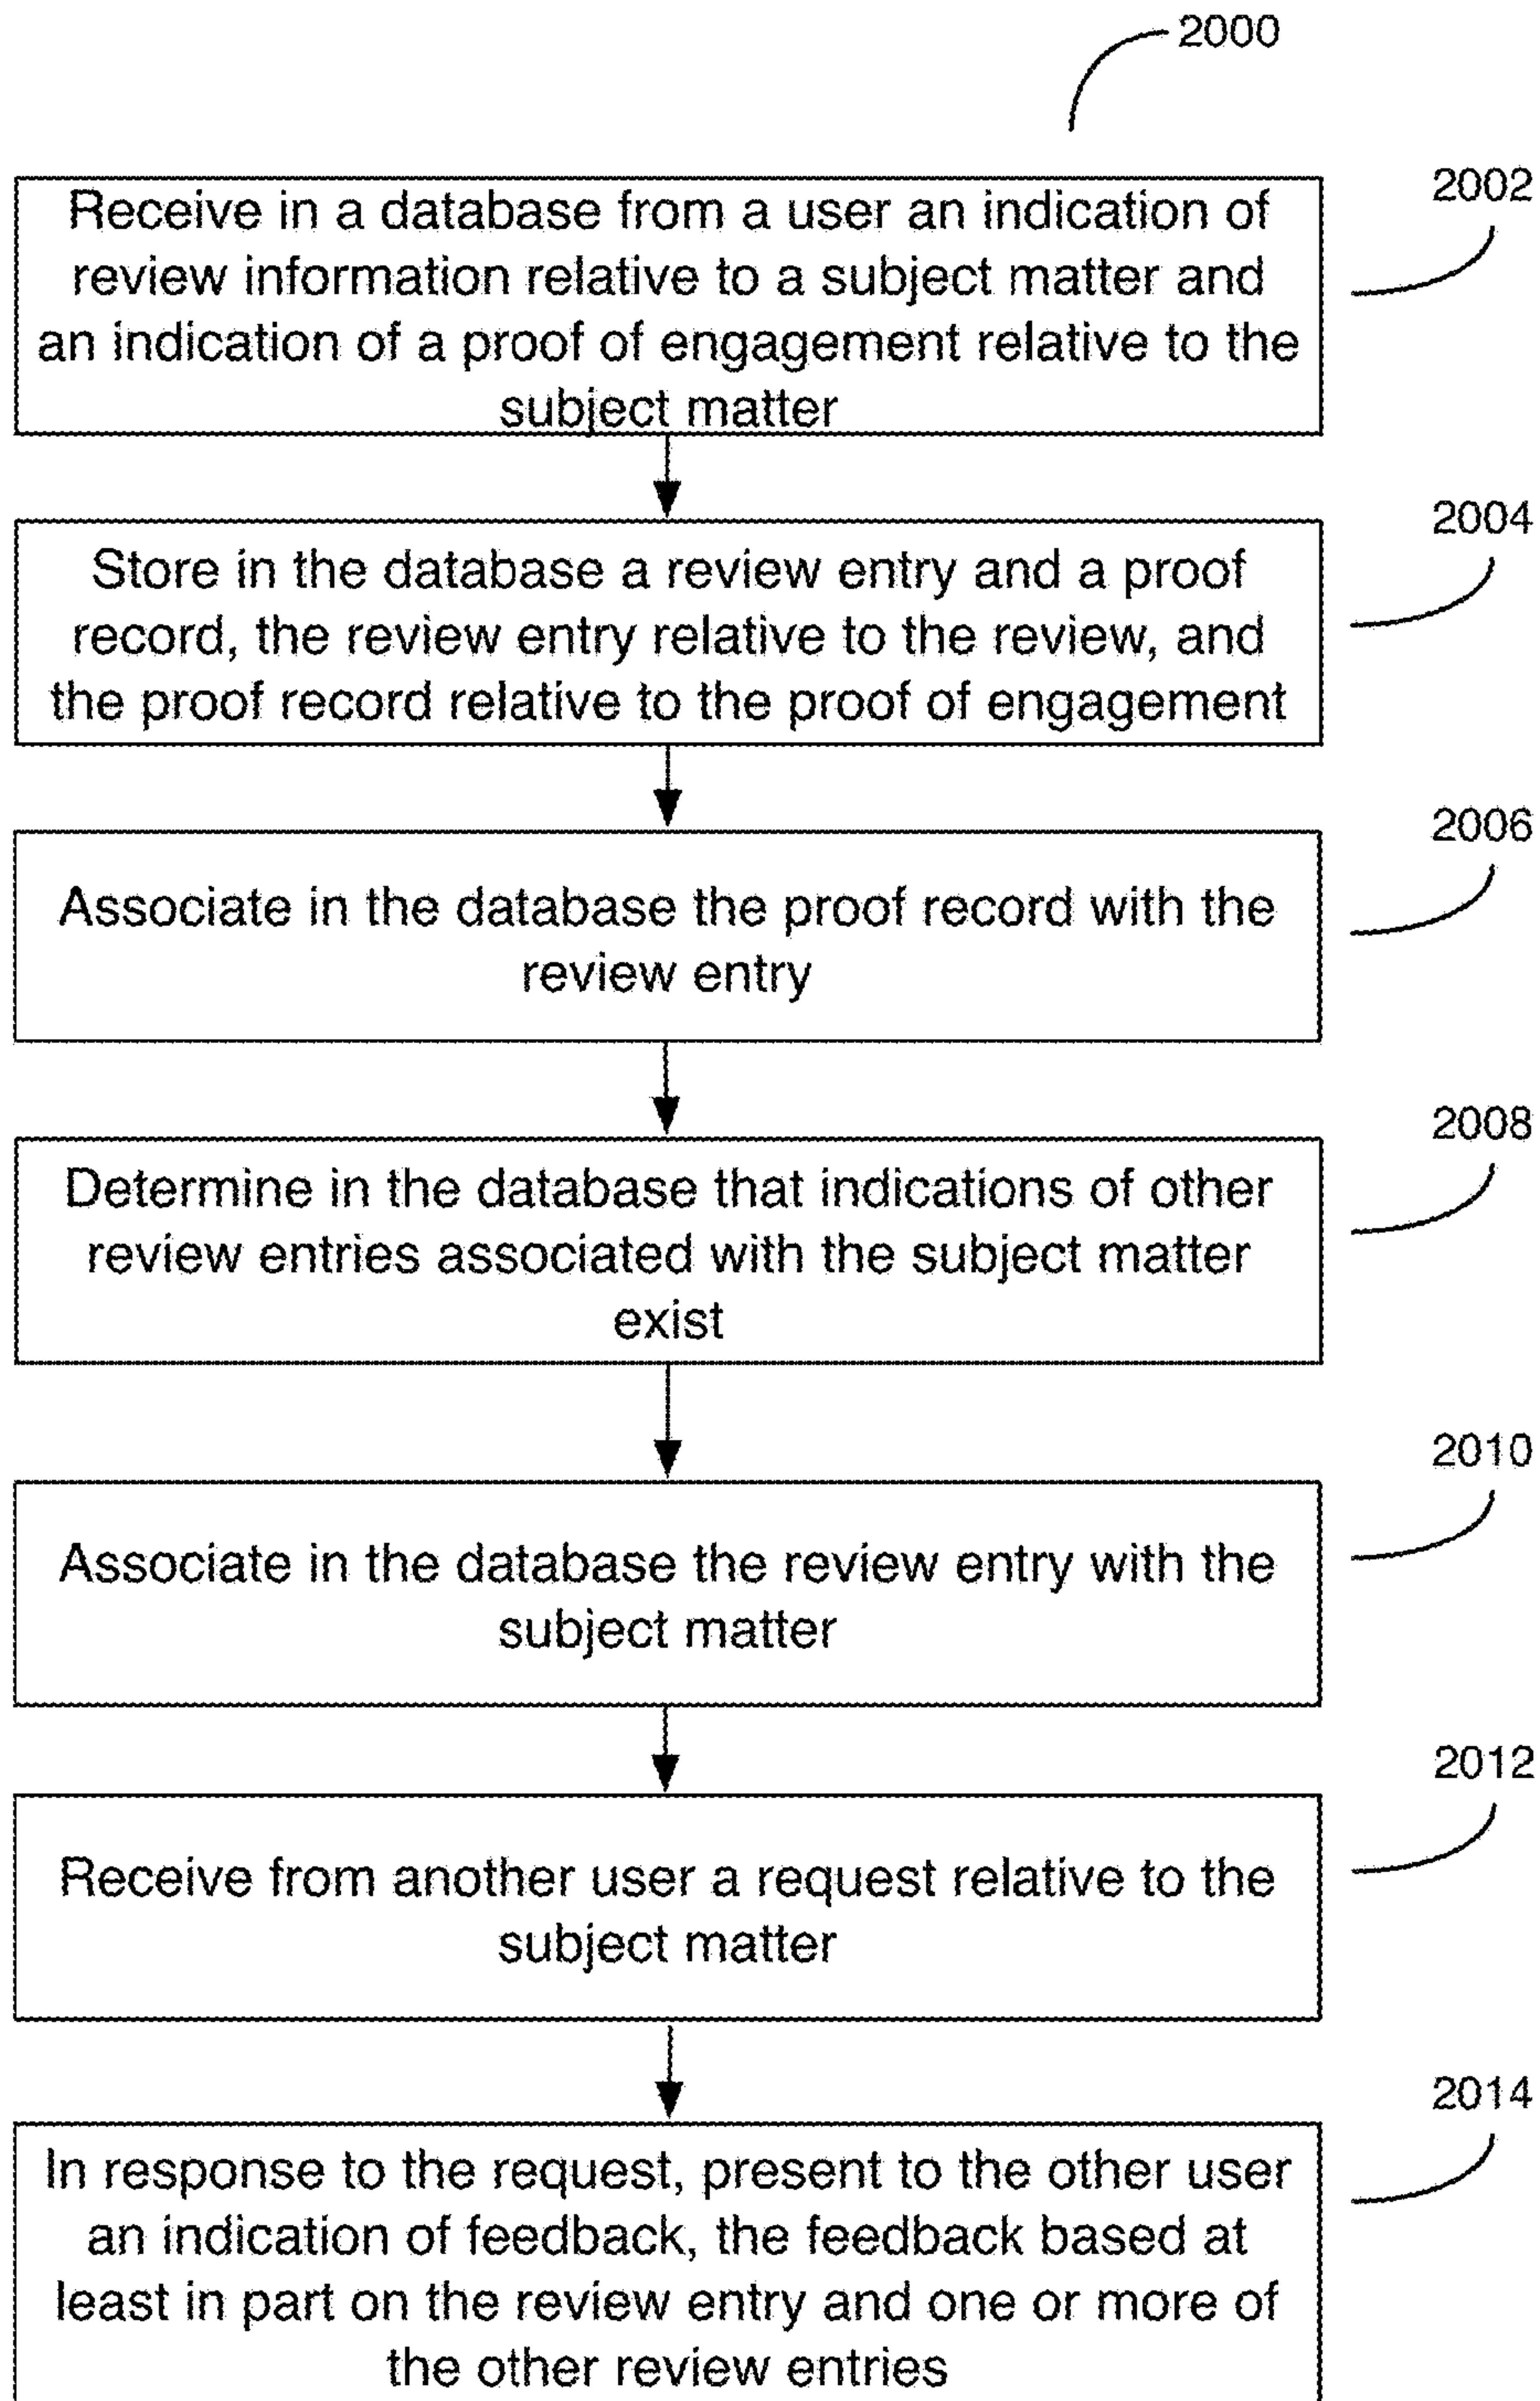 2000
2002
Receive in a database from a user an indication of
review information relative to a subject matter and
an indication of a proof of engagement relative to the
subject matter
2004
Store in the database a review entry and a proof
record, the review entry relative to the review, and
the proof record relative to the proof of engagement
2006
Associate in the database the proof record with the
review entry
2008
Determine in the database that indications of other
review entries associated with the subject matter
exist
2010
Associate in the database the review entry with the
subject matter
2012
Receive from another user a request relative to the
subject matter
2014
In response to the request, present to the other user
an indication of feedback, the feedback based at
least in part on the review entry and one or more of
the other review entries